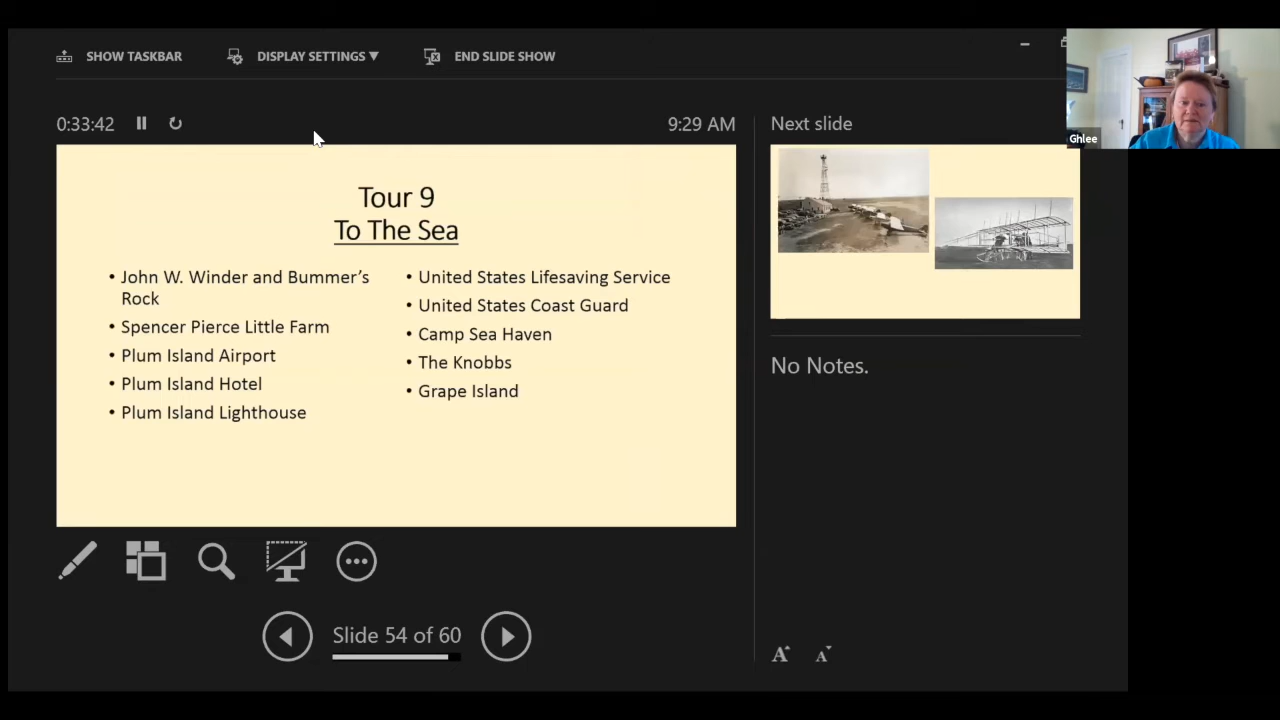 SHOW TASKBAR
DISPLAY SETTINGS ▼
END SLIDE SHOW
Ghlee
0:33:42
9:29 AM
Next slide
Tour 9
To The Sea
• John W. Winder and Bummer’s
Rock
• Spencer Pierce Little Farm
• Plum Island Airport
• Plum Island Hotel
• Plum Island Lighthouse
• United States Lifesaving Service
• United States Coast Guard
• Camp Sea Haven
• The Knobbs
• Grape Island
No Notes.
Slide 54 of 60
A A